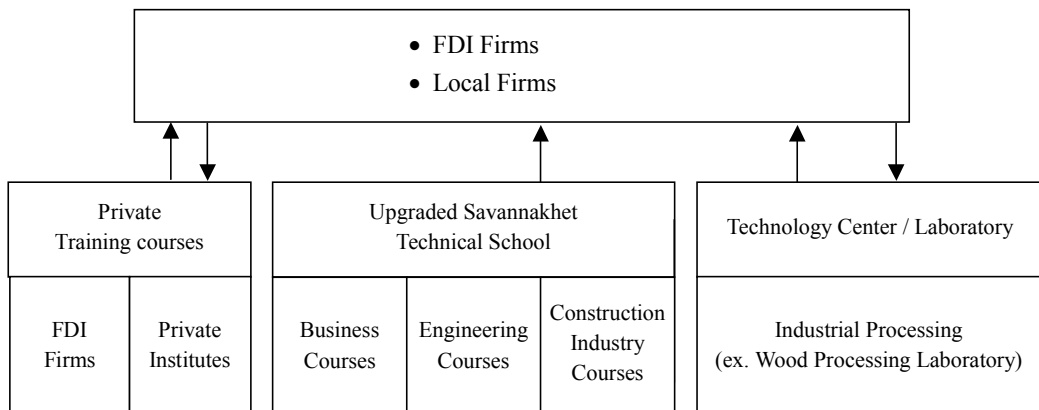 • FDI Firms
• Local Firms
Private
Training courses
Upgraded Savannakhet
Technical School
Technology Center / Laboratory
FDI
Firms
Private
Institutes
Business
Courses
Engineering
Courses
Construction
Industry
Courses
Industrial Processing
(ex. Wood Processing Laboratory)